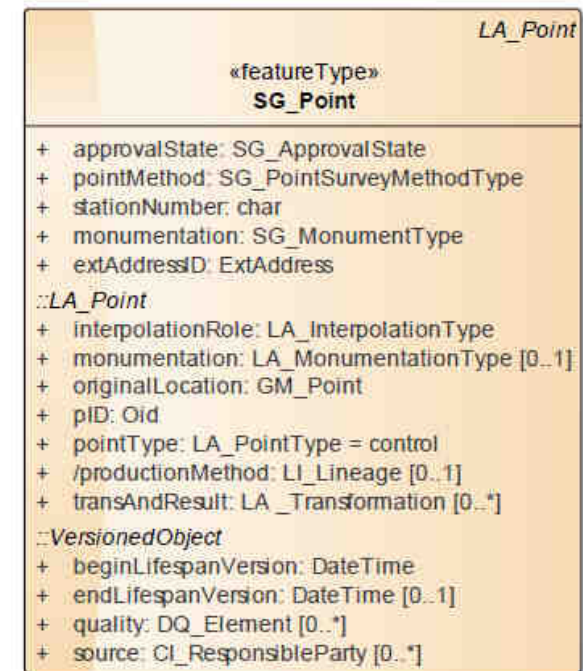 LA_Point
«featureType»
SG_Point
+ approvalState: SG_ApprovalState
+ pointMethod: SG_PointSurveyMethodType
+ stationNumber: char
+ monumentation: SG_MonumentType
+ extAddressID: ExtAddress
::LA_Point
+ interpolationRole: LA_InterpolationType
+ monumentation: LA_MonumentationType [0..1]
+ originalLocation: GM_Point
+ pID: Oid
+ pointType: LA_PointType = control
+ /productionMethod: LI_Lineage [0..1]
+ transAndResult: LA _Transformation [0..*]
::VersionedObject
+ beginLifespanVersion: DateTime
+ endLifespanVersion: DateTime [0..1]
+ quality: DQ_Element [0..*]
+ source: CI_ResponsibleParty [0..*]